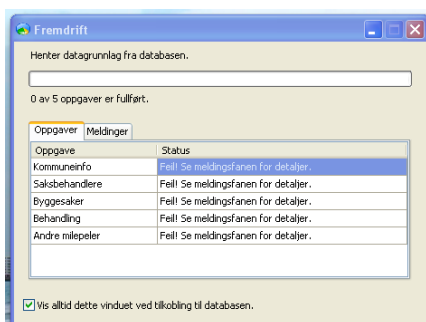 Fremdrift
Henter datagrunnlag fra databasen.
0 av 5 oppgaver er fullført.
Oppgaver Meldinger
Oppgave Status
Kommuneinfo Feil! Se meldingsfanen for detaljer.
Saksbehandlere Feil! Se meldingsfanen for detaljer.
Byggesaker Feil! Se meldingsfanen for detaljer.
Behandling Feil! Se meldingsfanen for detaljer.
Andre milepeler Feil! Se meldingsfanen for detaljer.
Vis alltid dette vinduet ved tilkobling til databasen.